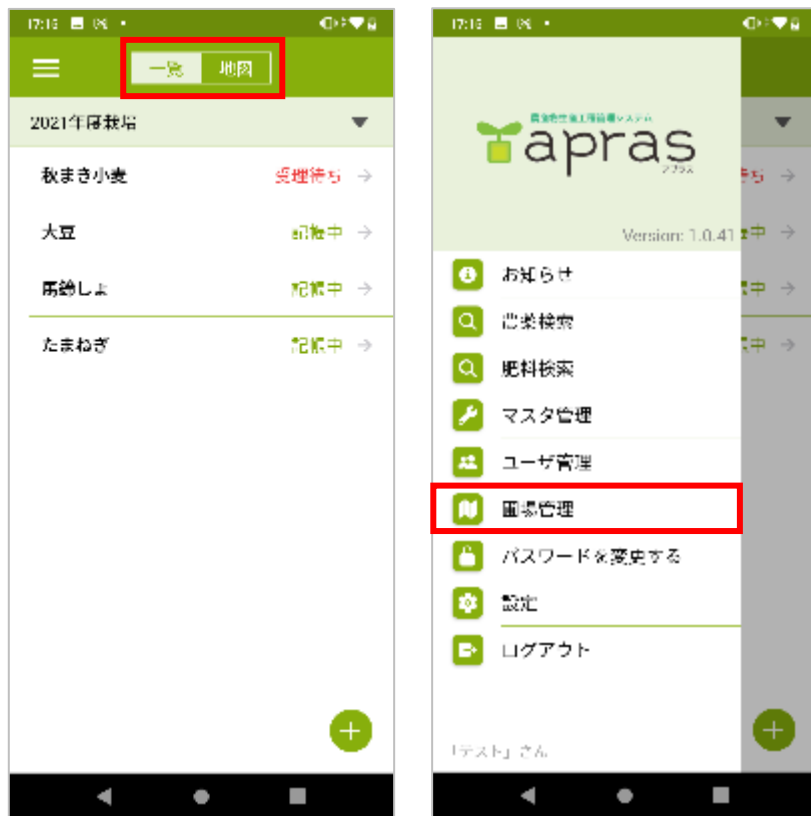 17:15
一覧 地図
2021年度栽培
秋まき小麦 受理待ち
大豆 記帳中
馬鈴しょ 記帳中
たまねぎ 記帳中
17:15
apras
アプラス
Version: 1.0.41
お知らせ
農薬検索
肥料検索
マスタ管理
ユーザ管理
圃場管理
パスワードを変更する
設定
ログアウト
「テスト」さん